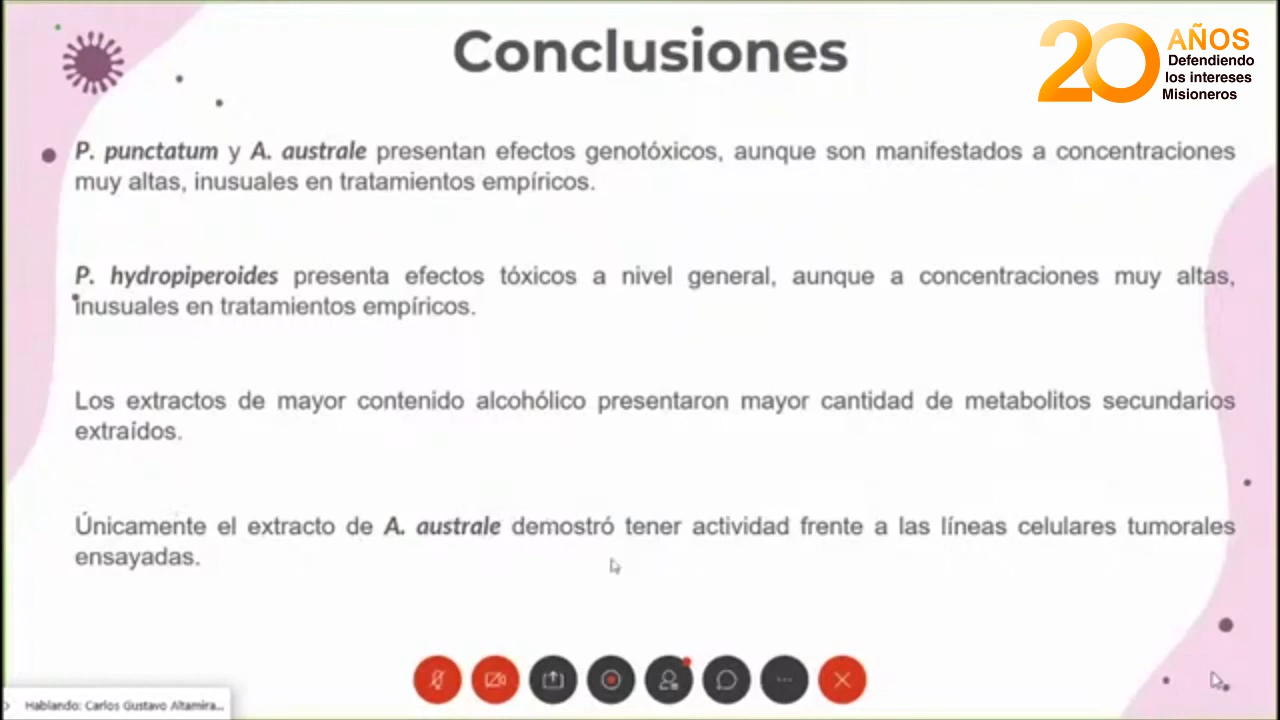 Conclusiones
20 AÑOS
Defendiendo
los intereses
Misioneros
P. punctatum y A. australe presentan efectos genotóxicos, aunque son manifestados a concentraciones
muy altas, inusuales en tratamientos empíricos.
P. hydropiperoides presenta efectos tóxicos a nivel general, aunque a concentraciones muy altas,
inusuales en tratamientos empíricos.
Los extractos de mayor contenido alcohólico presentaron mayor cantidad de metabolitos secundarios
extraídos.
Únicamente el extracto de A. australe demostró tener actividad frente a las líneas celulares tumorales
ensayadas.
Hablando: Carlos Gustavo Altamira...